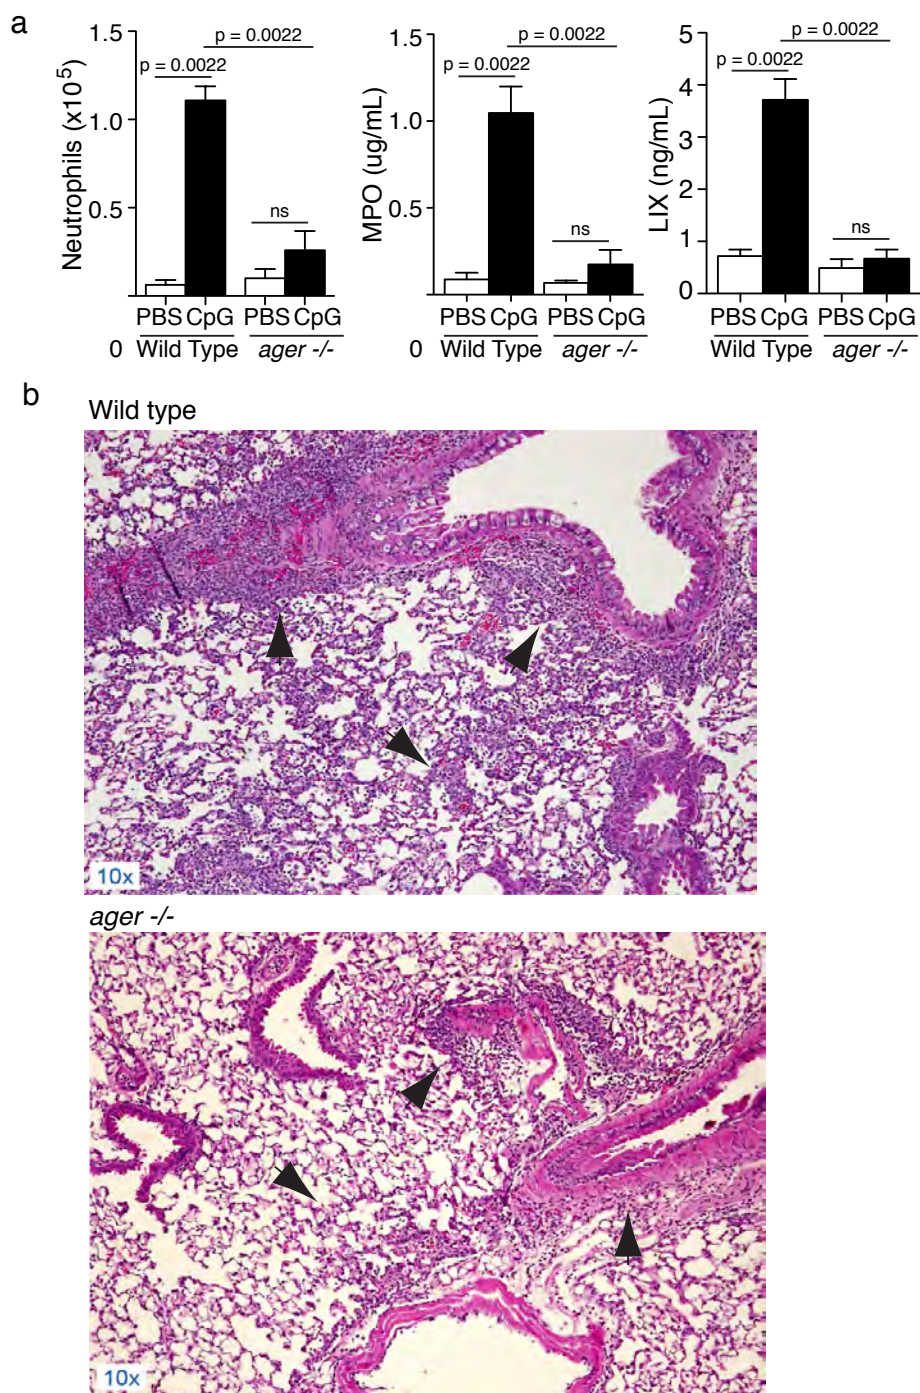 a
Neutrophils (x10^5)
1.5
1.0
0.5
0
p = 0.0022
p = 0.0022
ns
PBS CpG PBS CpG
Wild Type ager -/-
MPO (ug/mL)
1.5
1.0
0.5
0
p = 0.0022
p = 0.0022
ns
PBS CpG PBS CpG
Wild Type ager -/-
LIX (ng/mL)
5
4
3
2
1
0
p = 0.0022
p = 0.0022
ns
PBS CpG PBS CpG
Wild Type ager -/-
b
Wild type
10x
ager -/-
10x